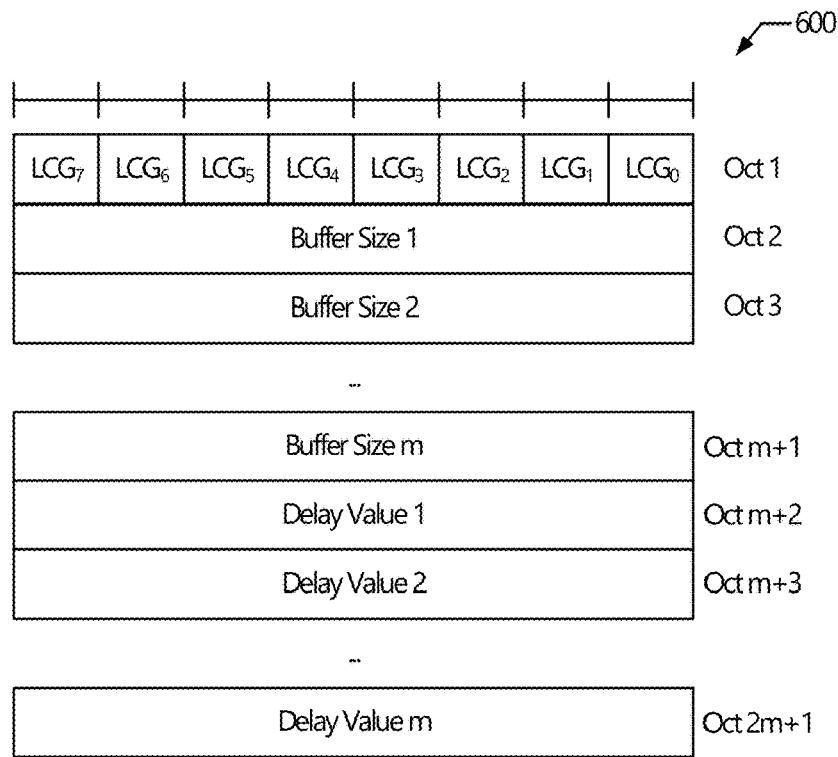 600
LCG₇ LCG₆ LCG₅ LCG₄ LCG₃ LCG₂ LCG₁ LCG₀ Oct 1
Buffer Size 1 Oct 2
Buffer Size 2 Oct 3
...
Buffer Size m Oct m+1
Delay Value 1 Oct m+2
Delay Value 2 Oct m+3
...
Delay Value m Oct 2m+1